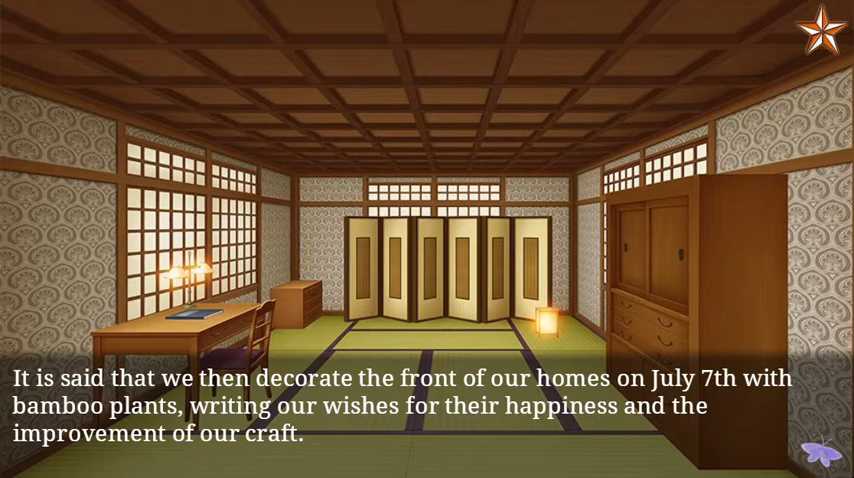 It is said that we then decorate the front of our homes on July 7th with
bamboo plants, writing our wishes for their happiness and the
improvement of our craft.